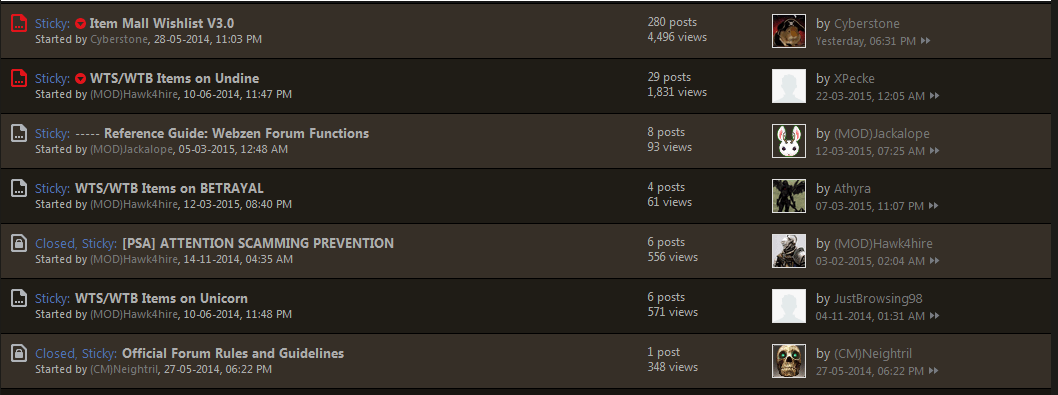 Sticky: Item Mall Wishlist V3.0
Started by Cyberstone, 28-05-2014, 11:03 PM
280 posts
4,496 views
by Cyberstone
Yesterday, 06:31 PM
Sticky: WTS/WTB Items on Undine
Started by (MOD)Hawk4hire, 10-06-2014, 11:47 PM
29 posts
1,831 views
by XPecke
22-03-2015, 12:05 AM
Sticky: ----- Reference Guide: Webzen Forum Functions
Started by (MOD)Jackalope, 05-03-2015, 12:48 AM
8 posts
93 views
by (MOD)Jackalope
12-03-2015, 07:25 AM
Sticky: WTS/WTB Items on BETRAYAL
Started by (MOD)Hawk4hire, 12-03-2015, 08:40 PM
4 posts
61 views
by Athyra
07-03-2015, 11:07 PM
Closed, Sticky: [PSA] ATTENTION SCAMMING PREVENTION
Started by (MOD)Hawk4hire, 14-11-2014, 04:35 AM
6 posts
556 views
by (MOD)Hawk4hire
03-02-2015, 02:04 AM
Sticky: WTS/WTB Items on Unicorn
Started by (MOD)Hawk4hire, 10-06-2014, 11:48 PM
6 posts
571 views
by JustBrowsing98
04-11-2014, 01:31 AM
Closed, Sticky: Official Forum Rules and Guidelines
Started by (CM)Neightril, 27-05-2014, 06:22 PM
1 post
348 views
by (CM)Neightril
27-05-2014, 06:22 PM